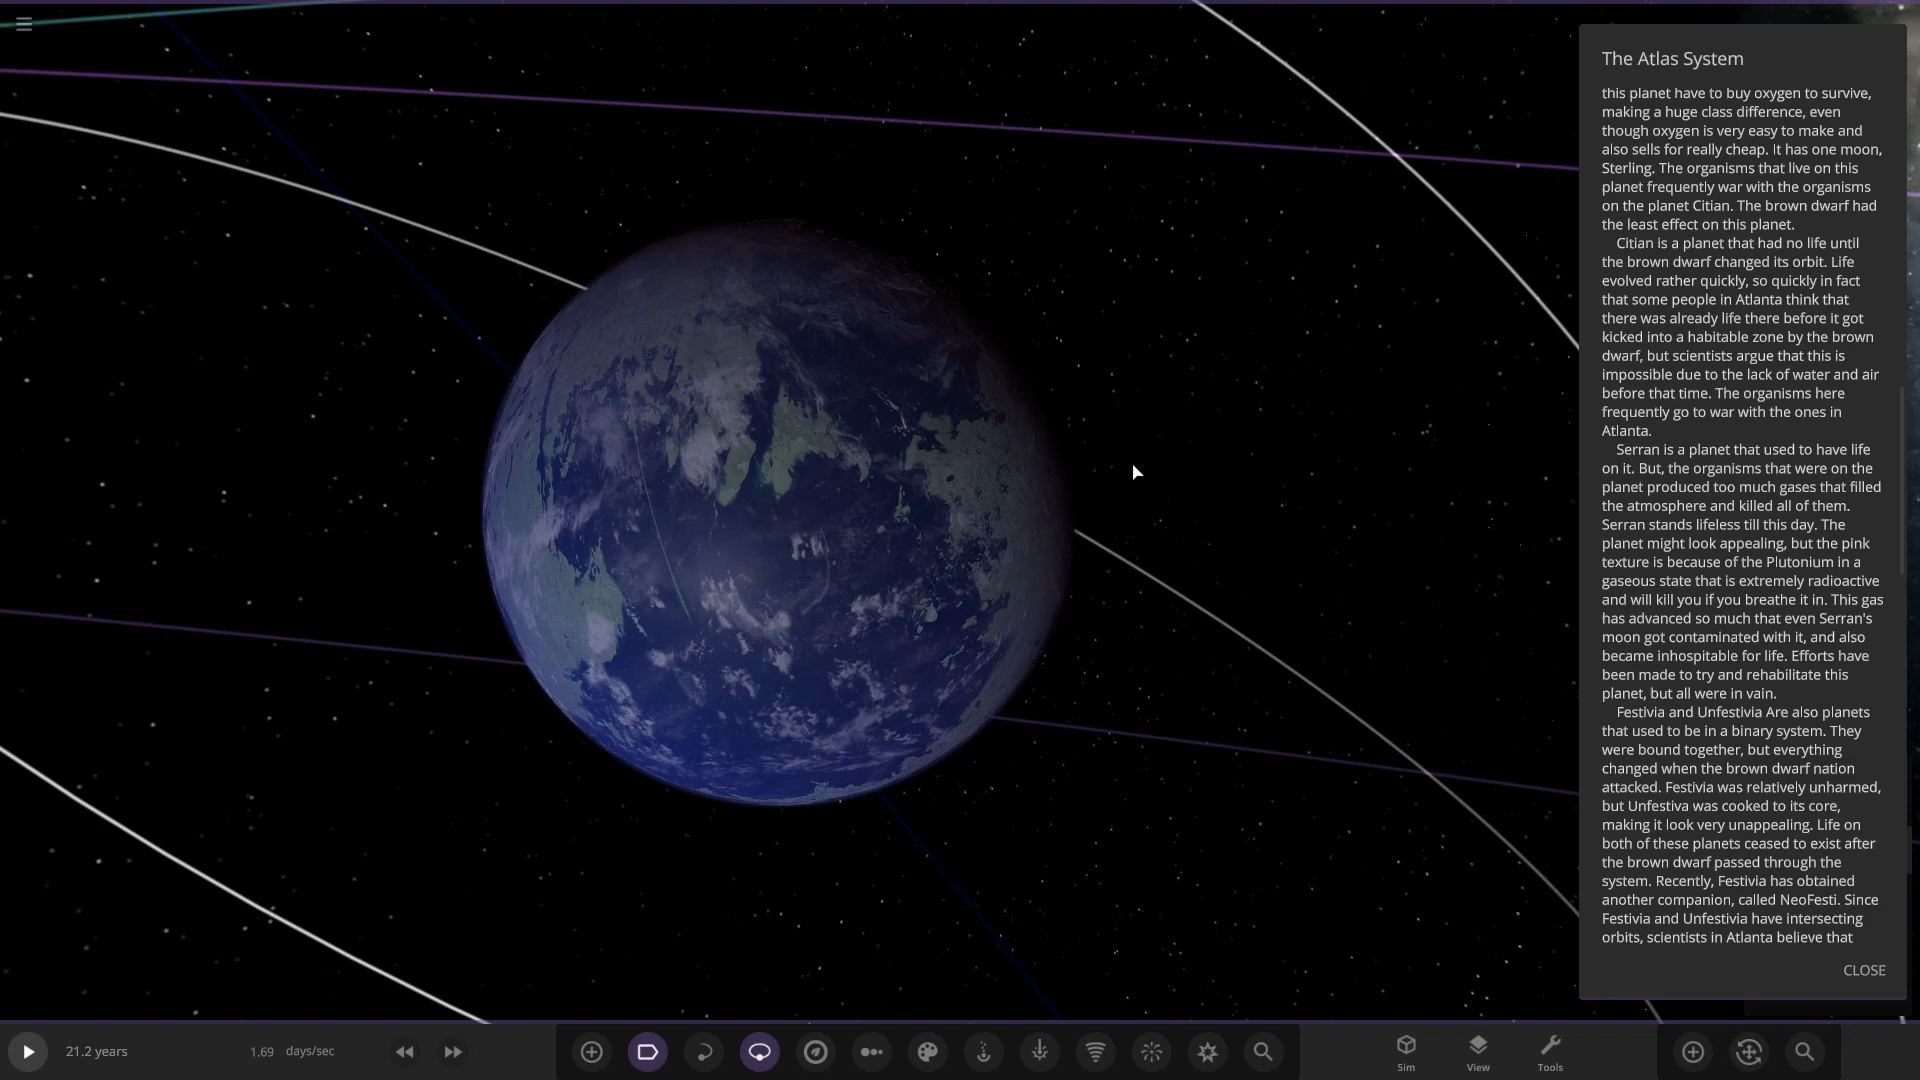 The Atlas System
this planet have to buy oxygen to survive,
making a huge class difference, even
though oxygen is very easy to make and
also sells for really cheap. It has one moon,
Sterling. The organisms that live on this
planet frequently war with the organisms
on the planet Citian. The brown dwarf had
the least effect on this planet.
Citian is a planet that had no life until
the brown dwarf changed its orbit. Life
evolved rather quickly, so quickly in fact
that some people in Atlanta think that
there was already life there before it got
kicked into a habitable zone by the brown
dwarf, but scientists argue that this is
impossible due to the lack of water and air
before that time. The organisms here
frequently go to war with the ones in
Atlanta.
Serran is a planet that used to have life
on it. But, the organisms that were on the
planet produced too much gases that filled
the atmosphere and killed all of them.
Serran stands lifeless till this day. The
planet might look appealing, but the pink
texture is because of the Plutonium in a
gaseous state that is extremely radioactive
and will kill you if you breathe it in. This gas
has advanced so much that even Serran's
moon got contaminated with it, and also
became inhospitable for life. Efforts have
been made to try and rehabilitate this
planet, but all were in vain.
Festivia and Unfestivia Are also planets
that used to be in a binary system. They
were bound together, but everything
changed when the brown dwarf nation
attacked. Festivia was relatively unharmed,
but Unfestiva was cooked to its core,
making it look very unappealing. Life on
both of these planets ceased to exist after
the brown dwarf passed through the
system. Recently, Festivia has obtained
another companion, called NeoFesti. Since
Festivia and Unfestivia have intersecting
orbits, scientists in Atlanta believe that
CLOSE
21.2 years
1.69 days/sec
Sim
View
Tools